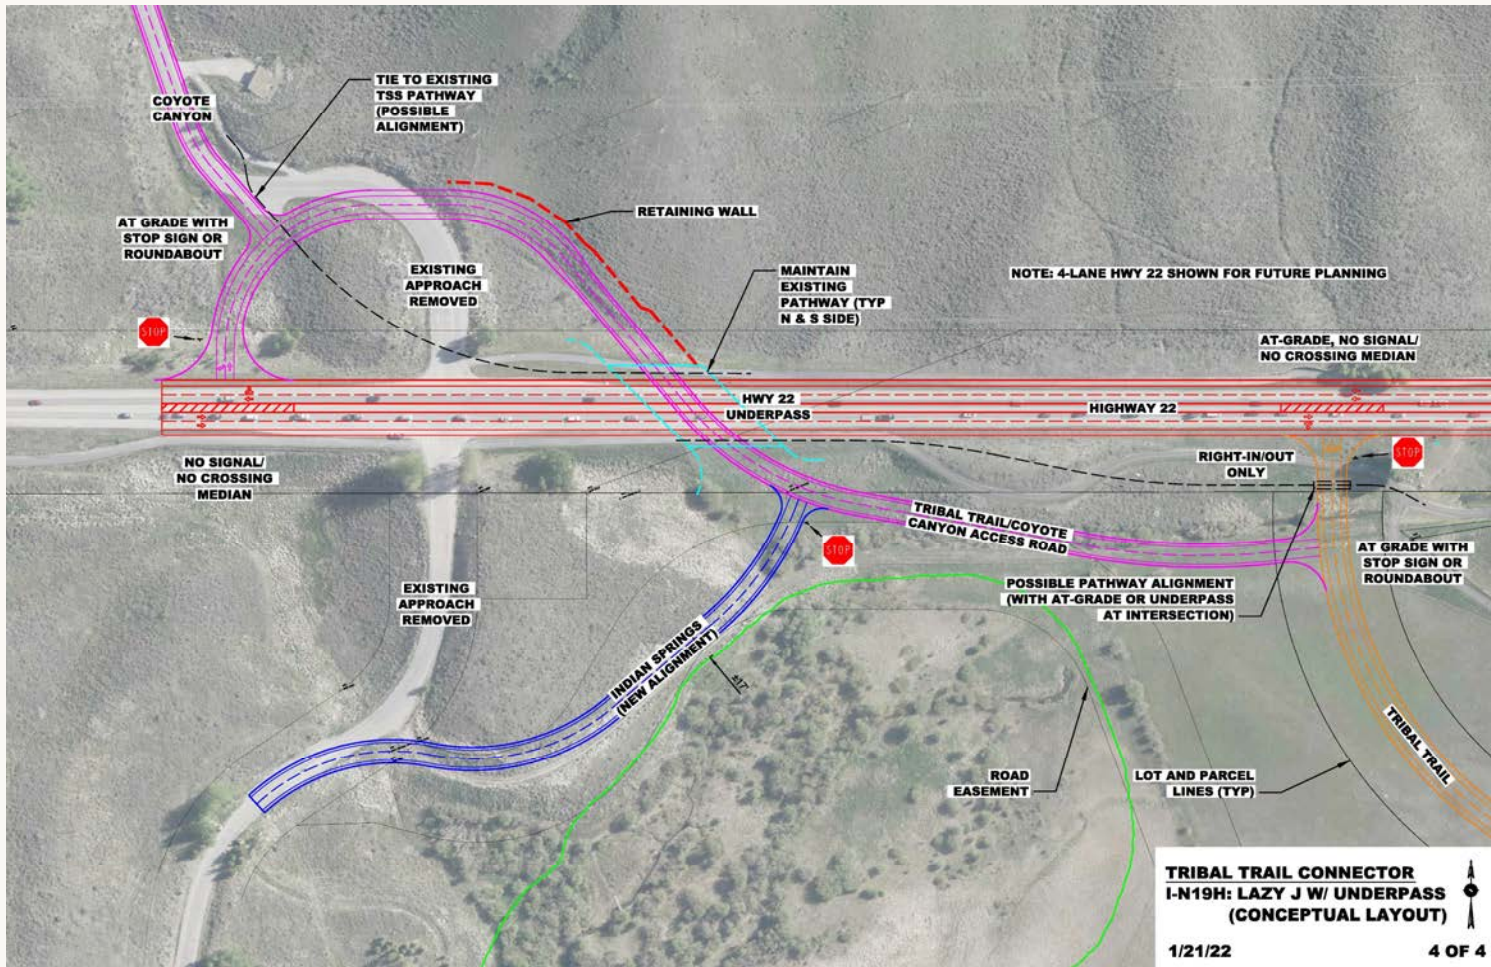 TIE TO EXISTING
TSS PATHWAY
(POSSIBLE
ALIGNMENT)
COYOTE
CANYON
RETAINING WALL
AT GRADE WITH
STOP SIGN OR
ROUNDABOUT
EXISTING
APPROACH
REMOVED
MAINTAIN
EXISTING
PATHWAY (TYP
N & S SIDE)
NOTE: 4-LANE HWY 22 SHOWN FOR FUTURE PLANNING
STOP
AT-GRADE, NO SIGNAL/
NO CROSSING MEDIAN
HWY 22
UNDERPASS
HIGHWAY 22
NO SIGNAL/
NO CROSSING
MEDIAN
RIGHT-IN/OUT
ONLY
STOP
TRIBAL TRAIL/COYOTE
CANYON ACCESS ROAD
STOP
AT GRADE WITH
STOP SIGN OR
ROUNDABOUT
EXISTING
APPROACH
REMOVED
POSSIBLE PATHWAY ALIGNMENT
(WITH AT-GRADE OR UNDERPASS
AT INTERSECTION)
INDIAN SPRINGS
(NEW ALIGNMENT)
±17'
TRIBAL TRAIL
ROAD
EASEMENT
LOT AND PARCEL
LINES (TYP)
TRIBAL TRAIL CONNECTOR
I-N19H: LAZY J W/ UNDERPASS
(CONCEPTUAL LAYOUT)
1/21/22
4 OF 4